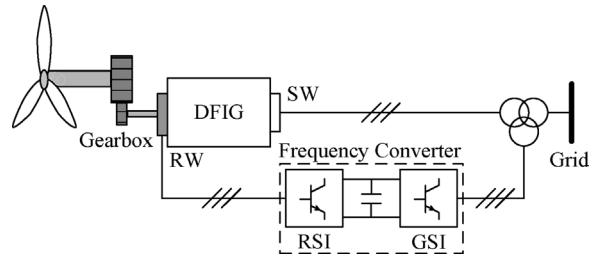 SW
DFIG
Gearbox
RW
Frequency Converter
Grid
RSI
GSI